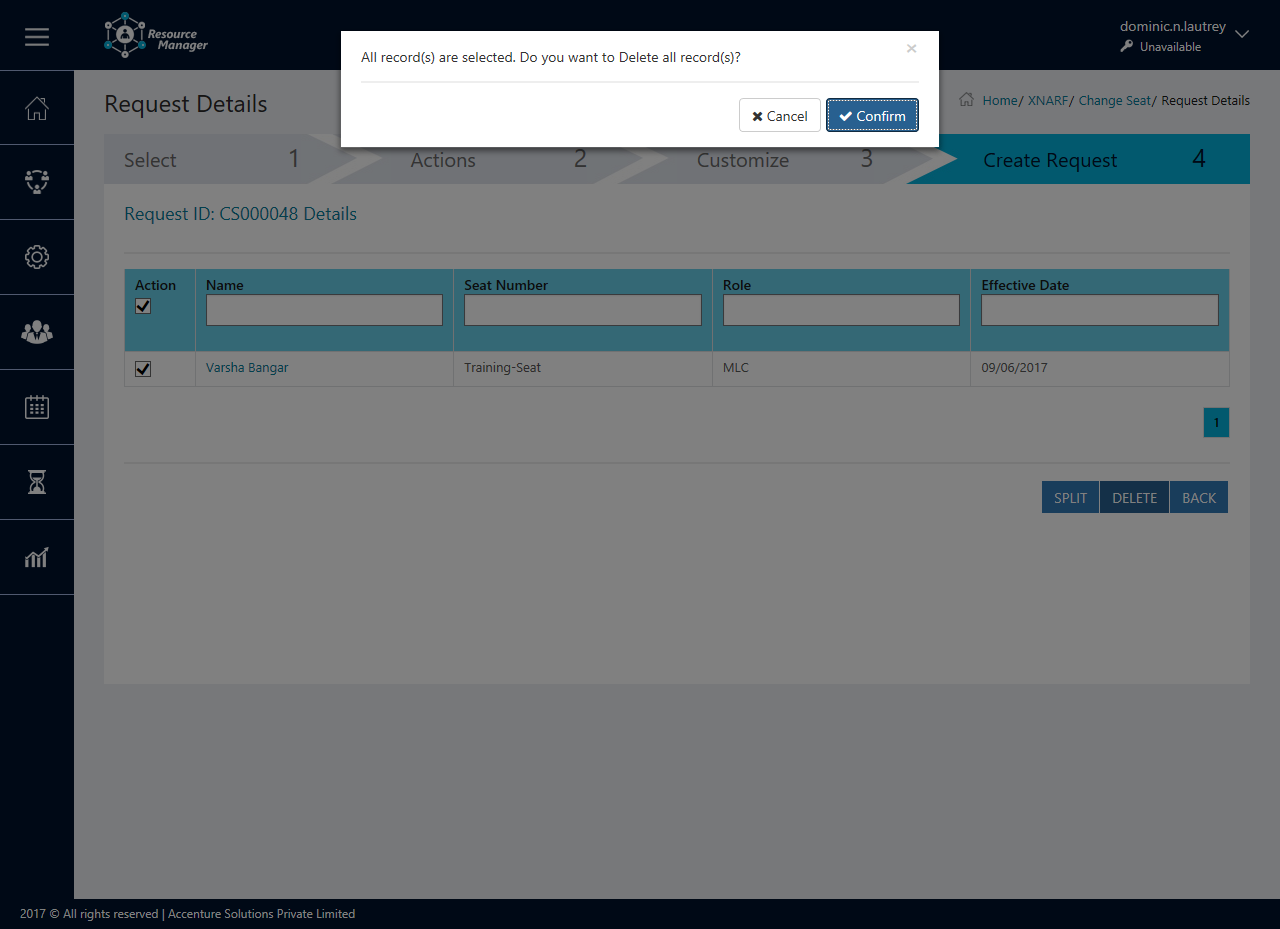 Resource
Manager
dominic.n.lautrey
Unavailable
All record(s) are selected. Do you want to Delete all record(s)?
×
Cancel
Confirm
Request Details
Home/ XNARF/ Change Seat/ Request Details
Select 1 Actions 2 Customize 3 Create Request 4
Request ID: CS000048 Details
Action Name Seat Number Role Effective Date
Varsha Bangar Training-Seat MLC 09/06/2017
1
SPLIT DELETE BACK
2017 © All rights reserved | Accenture Solutions Private Limited